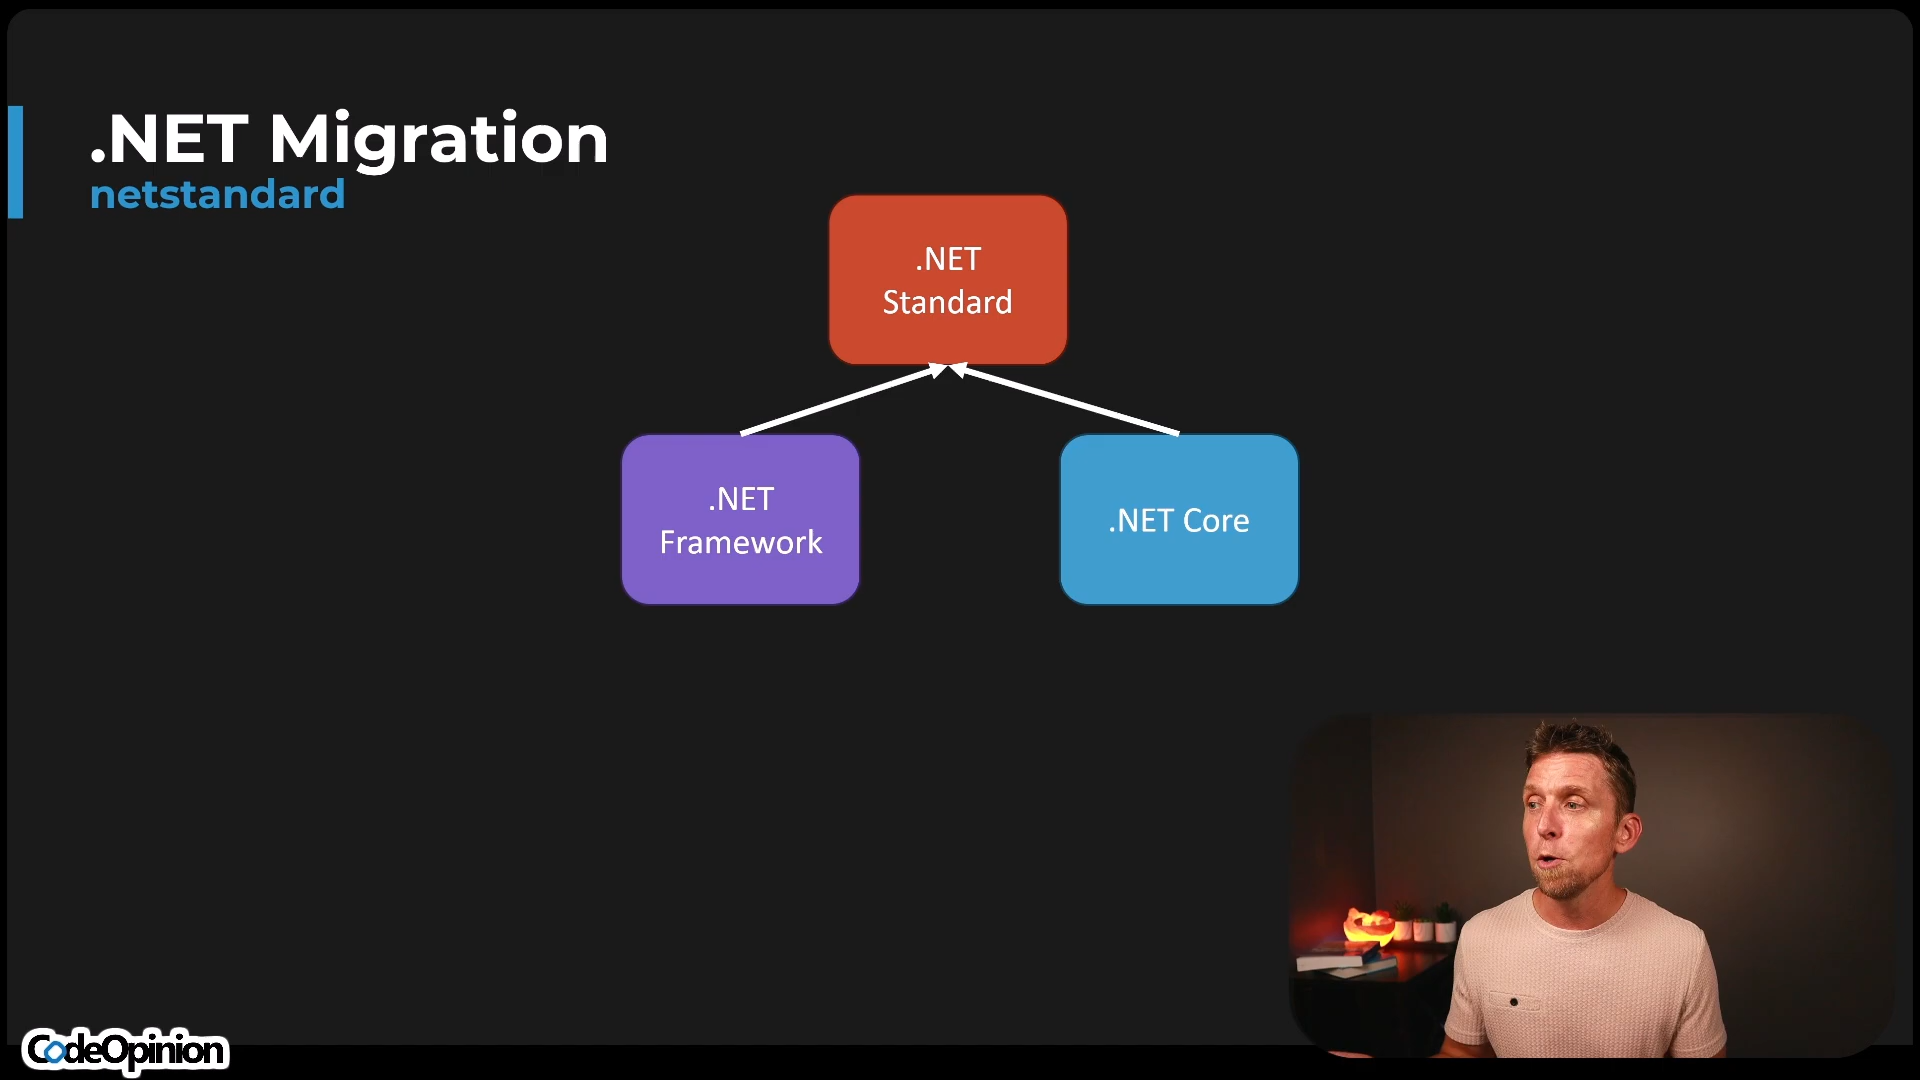 .NET Migration
netstandard
.NET
Standard
.NET
Framework
.NET Core
CodeOpinion